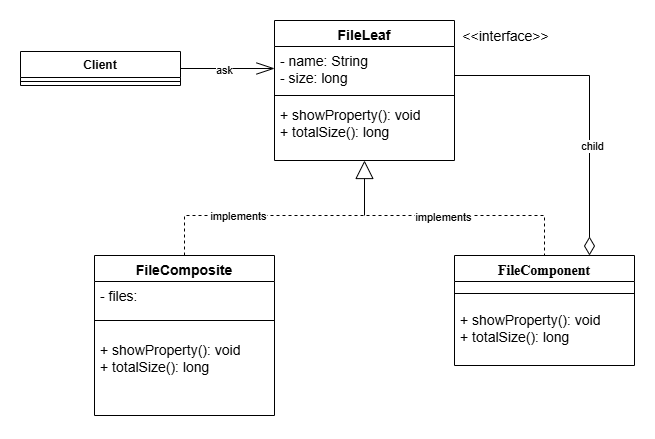 FileLeaf
<<interface>>
- name: String
- size: long
+ showProperty(): void
+ totalSize(): long
Client
ask
child
implements
implements
FileComposite
- files:
+ showProperty(): void
+ totalSize(): long
FileComponent
+ showProperty(): void
+ totalSize(): long